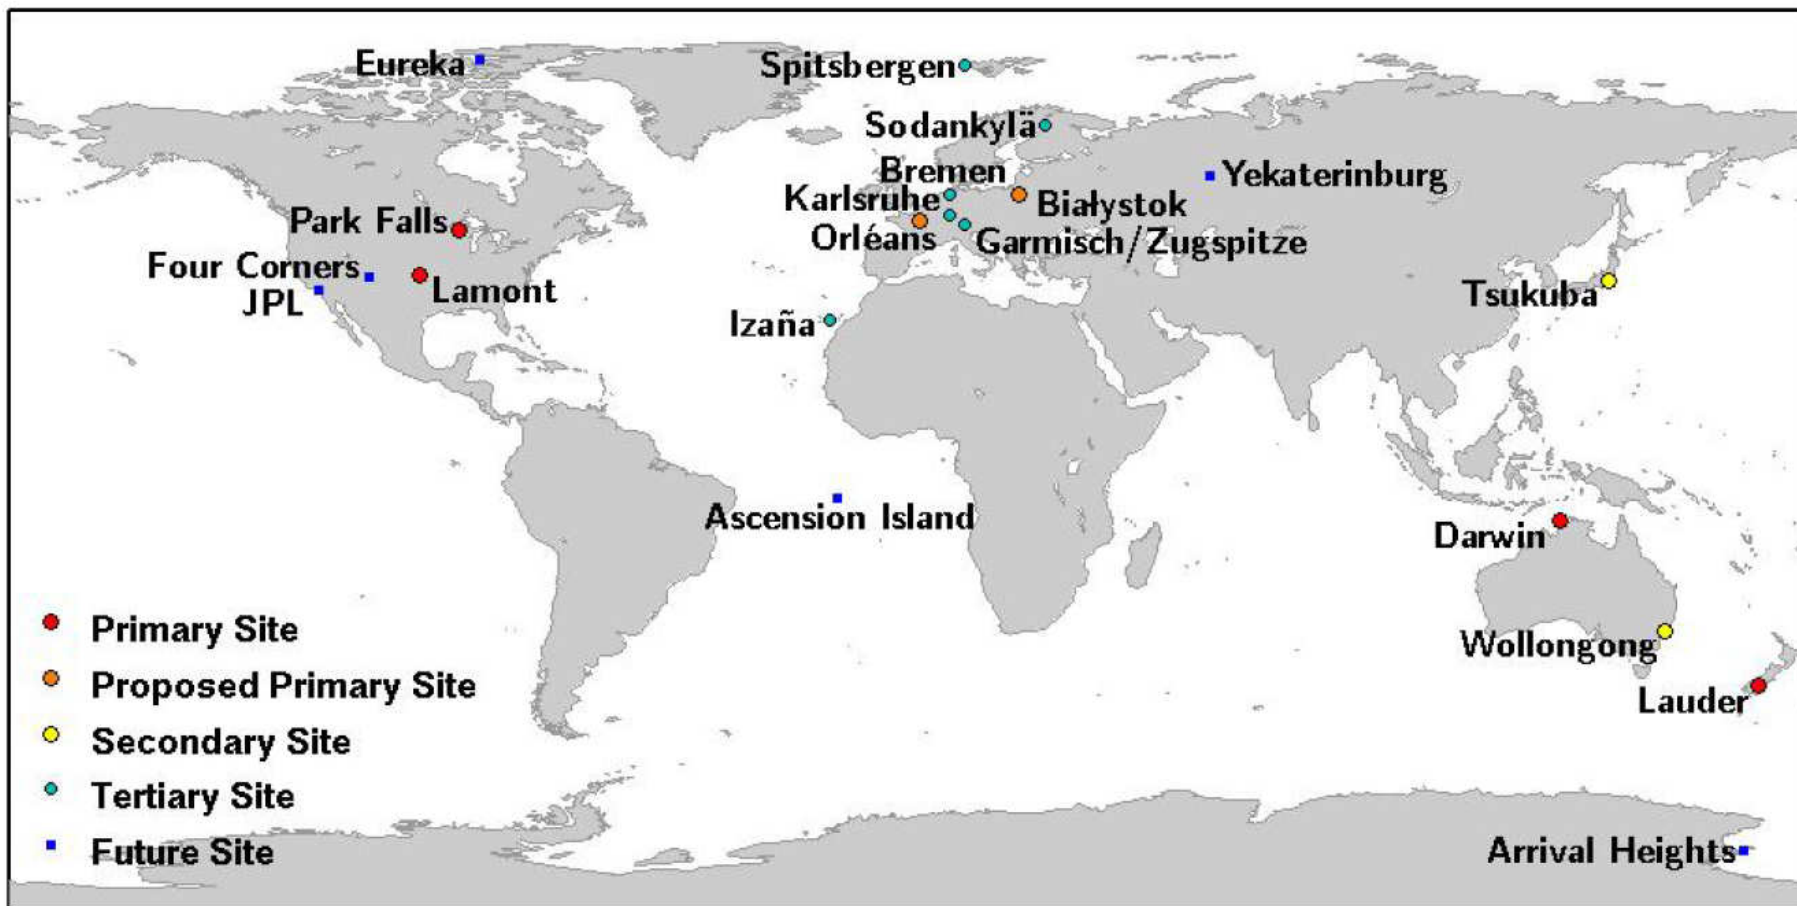 Eureka
Spitsbergen
Sodankylä
Bremen
Yekaterinburg
Karlsruhe
Białystok
Park Falls
Orléans
Garmisch/Zugspitze
Four Corners
JPL
Lamont
Tsukuba
Izaña
Ascension Island
Darwin
Wollongong
Lauder
Arrival Heights
Primary Site
Proposed Primary Site
Secondary Site
Tertiary Site
Future Site